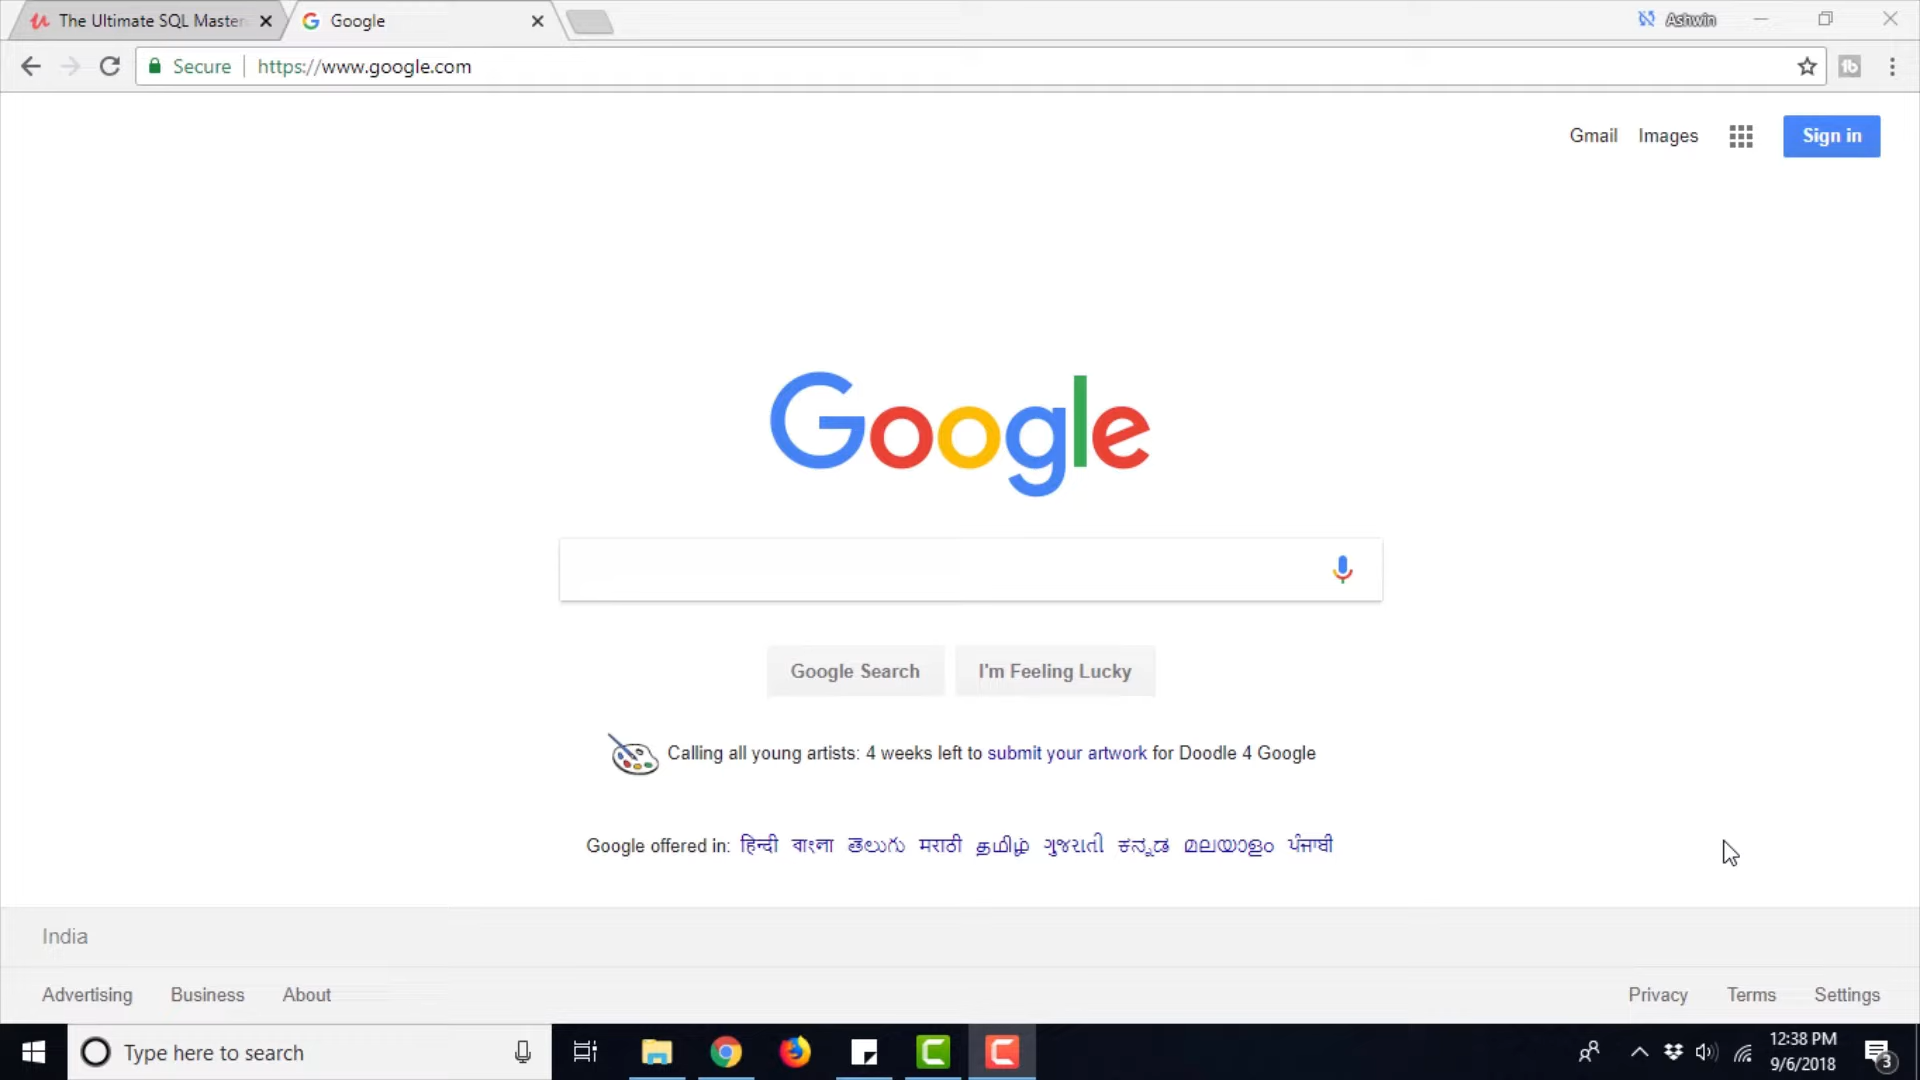 The Ultimate SQL Master
Google
Ashwin
Secure
https://www.google.com
Gmail
Images
Sign in
Google
Google Search
I'm Feeling Lucky
Calling all young artists: 4 weeks left to submit your artwork for Doodle 4 Google
Google offered in: हिन्दी বাংলা తెలుగు मराठी தமிழ் ગુજરાતી ಕನ್ನಡ മലയാളം ਪੰਜਾਬੀ
India
Advertising Business About
Privacy Terms Settings
Type here to search
12:38 PM
9/6/2018
3